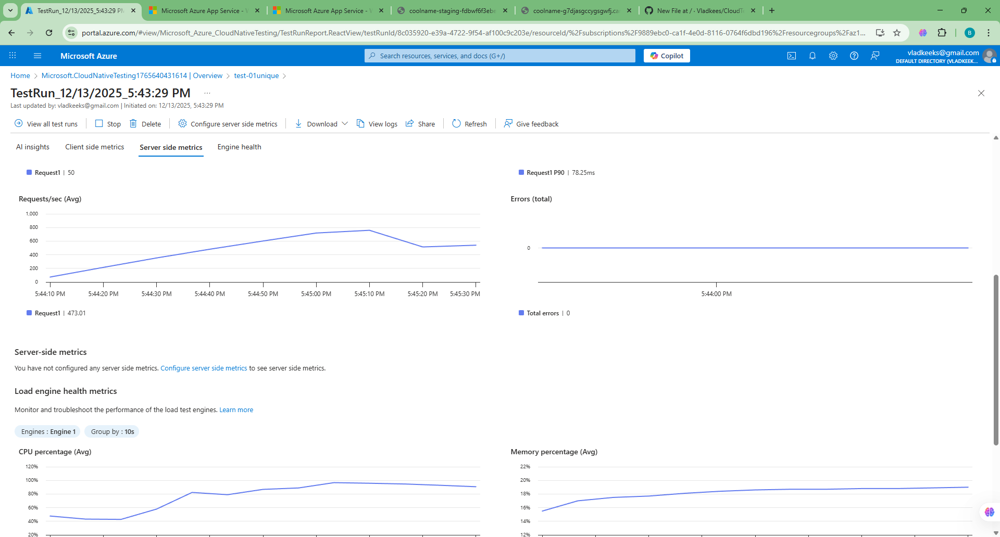 TestRun_12/13/2025_5:43:29 PM
Microsoft Azure App Service - W
Microsoft Azure App Service - W
coolname-staging-fdbwf6f3ebe
coolname-g7djasgccygsgwfj.ca
New File at / · Vladkees/CloudTe
portal.azure.com/#view/Microsoft_Azure_CloudNativeTesting/TestRunReport.ReactView/testRunId/8c035920-e39a-4722-9f54-af100c9c203e/resourceId/%2Fsubscriptions%2F9889ebc0-ca1f-4e0d-8116-0764f6dbd196%2Fresourcegroups%2Faz1...
B
Microsoft Azure
Search resources, services, and docs (G+/)
Copilot
vladkeeks@gmail.com
DEFAULT DIRECTORY (VLADKEEK...
Home > Microsoft.CloudNativeTesting1765640431614 | Overview > test-01unique >
TestRun_12/13/2025_5:43:29 PM ...
Last updated by: vladkeeks@gmail.com | Initiated on: 12/13/2025, 5:43:29 PM
View all test runs Stop Delete Configure server side metrics Download View logs Share Refresh Give feedback
AI insights Client side metrics Server side metrics Engine health
Request1 | 50
Request1 P90 | 78.25ms
Requests/sec (Avg)
1,000
800
600
400
200
0
5:44:10 PM 5:44:20 PM 5:44:30 PM 5:44:40 PM 5:44:50 PM 5:45:00 PM 5:45:10 PM 5:45:20 PM 5:45:30 PM
Request1 | 473.01
Errors (total)
0
5:44:00 PM
Total errors | 0
Server-side metrics
You have not configured any server side metrics. Configure server side metrics to see server side metrics.
Load engine health metrics
Monitor and troubleshoot the performance of the load test engines. Learn more
Engines : Engine 1 Group by : 10s
CPU percentage (Avg)
120%
100%
80%
60%
40%
20%
Memory percentage (Avg)
22%
20%
18%
16%
14%
12%